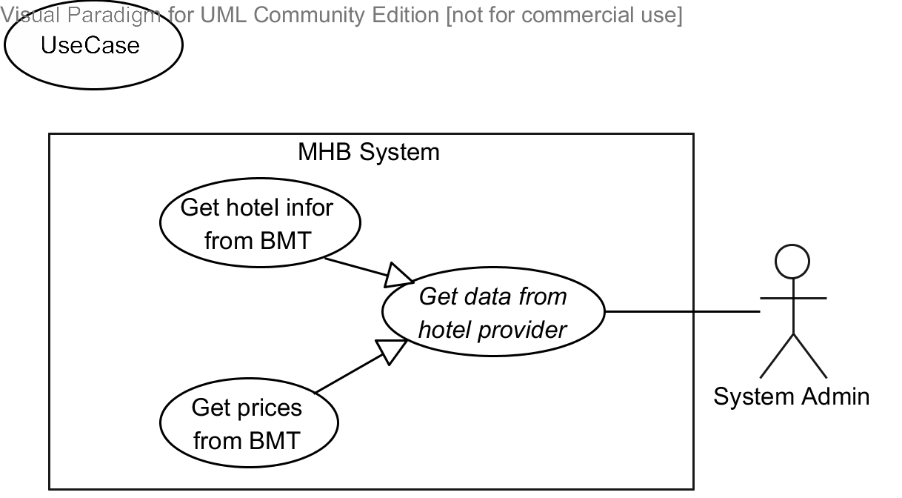 Visual Paradigm for UML Community Edition [not for commercial use]
UseCase
MHB System
Get hotel infor
from BMT
Get data from
hotel provider
System Admin
Get prices
from BMT